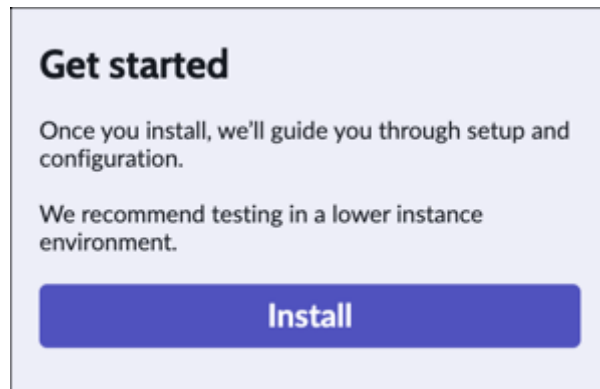 Get started
Once you install, we'll guide you through setup and
configuration.
We recommend testing in a lower instance
environment.
Install